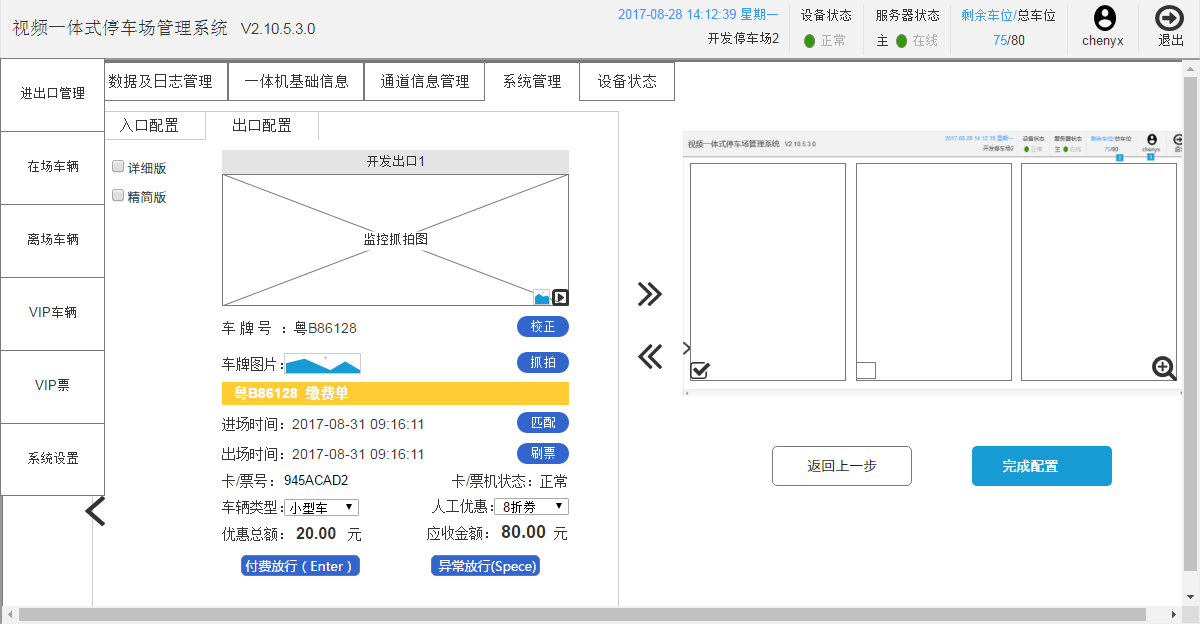 视频一体式停车场管理系统 V2.10.5.3.0
2017-08-28 14:12:39 星期一
开发停车场2
设备状态
正常
服务器状态
主 在线
剩余车位/总车位
75/80
chenyx
退出
进出口管理
在场车辆
离场车辆
VIP车辆
VIP票
系统设置
数据及日志管理
一体机基础信息
通道信息管理
系统管理
设备状态
入口配置
出口配置
详细版
精简版
开发出口1
监控抓拍图
车 牌 号 ：粤B86128
校正
车牌图片：
抓拍
粤B86128 缴费单
进场时间：2017-08-31 09:16:11
匹配
出场时间：2017-08-31 09:16:11
刷票
卡/票号：945ACAD2
卡/票机状态：正常
车辆类型：小型车
人工优惠：8折券
优惠总额： 20.00 元
应收金额： 80.00 元
付费放行（Enter）
异常放行(Spece)
视频一体式停车场管理系统 V2.10.5.3.0
2017-08-28 14:12:39 星期一
开发停车场2
设备状态
正常
服务器状态
主 在线
剩余车位/总车位
75/80
chenyx
返回上一步
完成配置